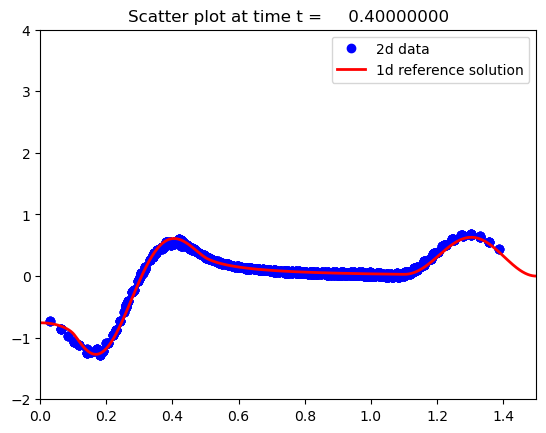 Scatter plot at time t =     0.40000000
4
2d data
1d reference solution
3
2
1
0
−1
−2
0.0 0.2 0.4 0.6 0.8 1.0 1.2 1.4